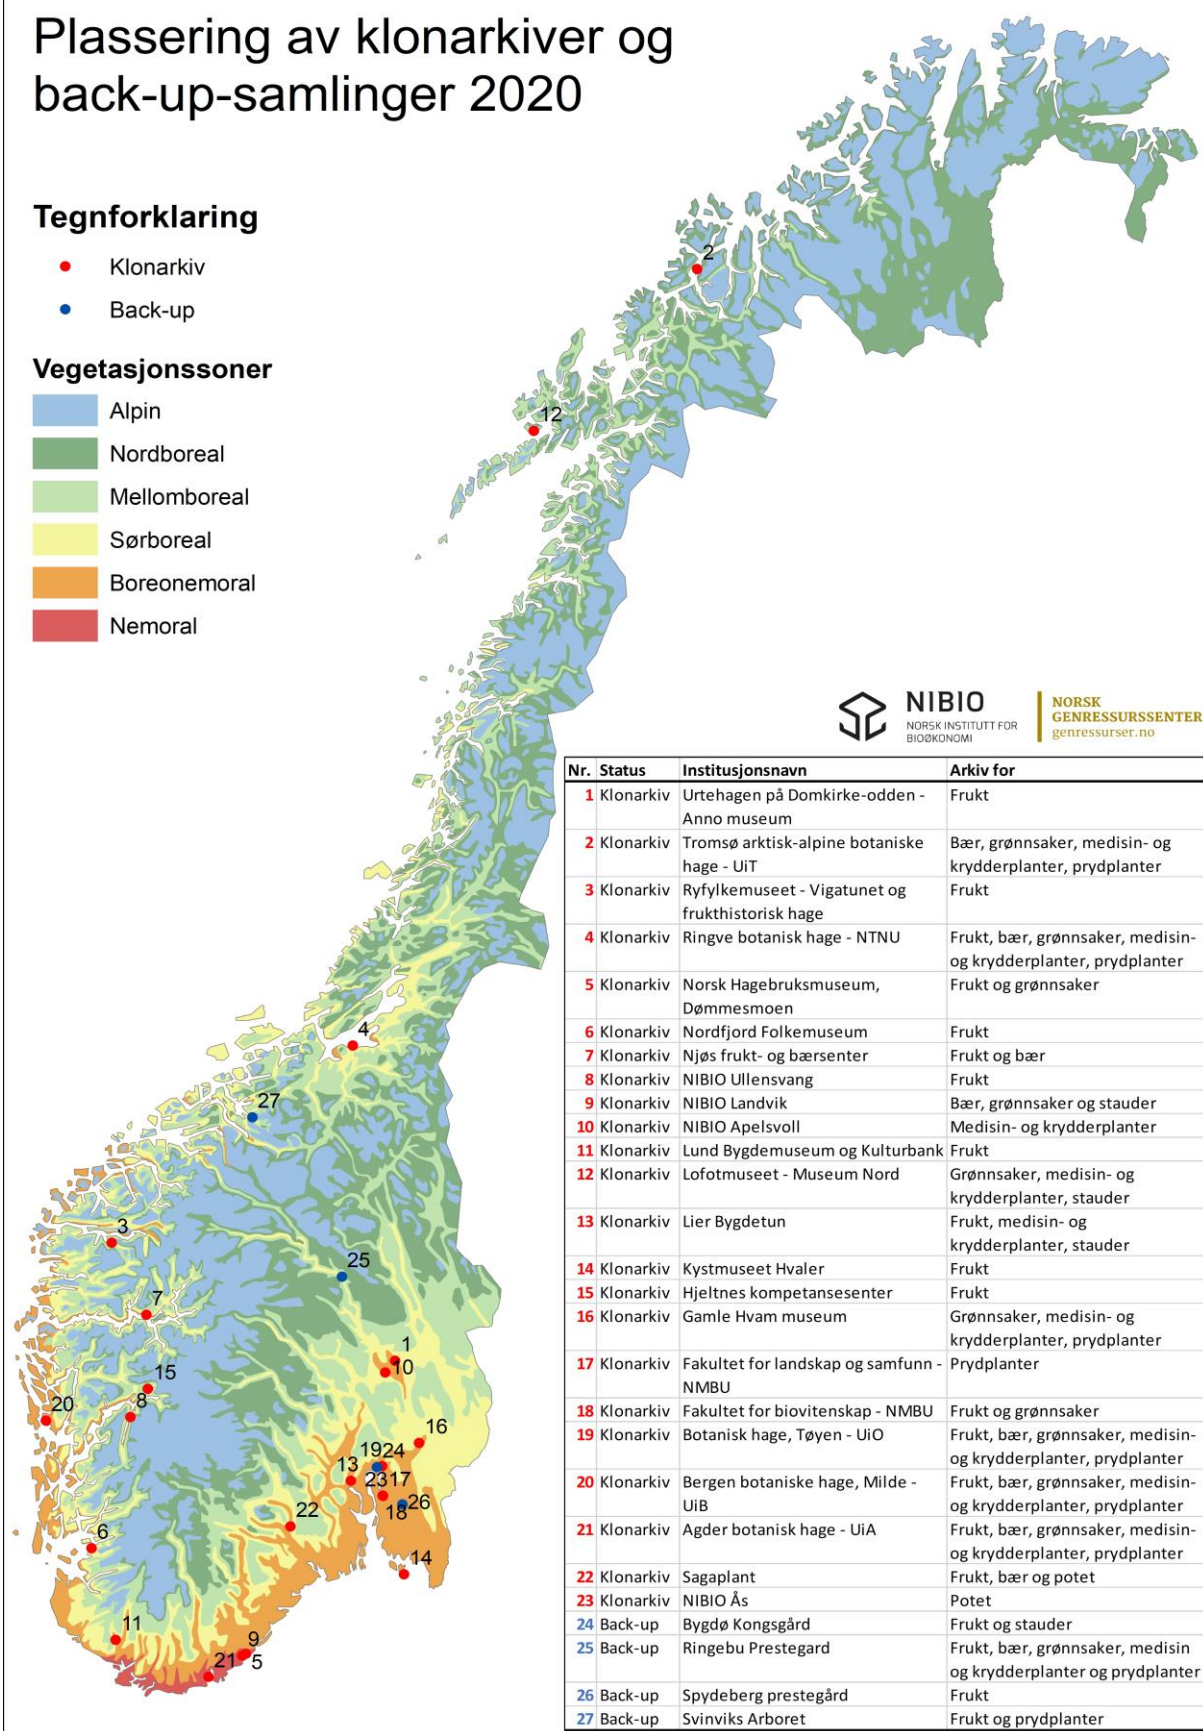 Plassering av klonarkiver og
back-up-samlinger 2020
Tegnforklaring
Klonarkiv
Back-up
Vegetasjonssoner
Alpin
Nordboreal
Mellomboreal
Sørboreal
Boreonemoral
Nemoral
2
12
4
27
3
25
7
1
10
15
8
20
16
19 24
13
23 17
18 26
22
6
14
11
9
5
21
NIBIO
NORSK INSTITUTT FOR
BIOØKONOMI
NORSK
GENRESSURSSENTER
genressurser.no
Nr. Status Institusjonsnavn Arkiv for
1 Klonarkiv Urtehagen på Domkirke-odden - Frukt
Anno museum
2 Klonarkiv Tromsø arktisk-alpine botaniske Bær, grønnsaker, medisin- og
hage - UiT krydderplanter, prydplanter
3 Klonarkiv Ryfylkemuseet - Vigatunet og Frukt
frukthistorisk hage
4 Klonarkiv Ringve botanisk hage - NTNU Frukt, bær, grønnsaker, medisin-
og krydderplanter, prydplanter
5 Klonarkiv Norsk Hagebruksmuseum, Frukt og grønnsaker
Dømmesmoen
6 Klonarkiv Nordfjord Folkemuseum Frukt
7 Klonarkiv Njøs frukt- og bærsenter Frukt og bær
8 Klonarkiv NIBIO Ullensvang Frukt
9 Klonarkiv NIBIO Landvik Bær, grønnsaker og stauder
10 Klonarkiv NIBIO Apelsvoll Medisin- og krydderplanter
11 Klonarkiv Lund Bygdemuseum og Kulturbank Frukt
12 Klonarkiv Lofotmuseet - Museum Nord Grønnsaker, medisin- og
krydderplanter, stauder
13 Klonarkiv Lier Bygdetun Frukt, medisin- og
krydderplanter, stauder
14 Klonarkiv Kystmuseet Hvaler Frukt
15 Klonarkiv Hjeltnes kompetansesenter Frukt
16 Klonarkiv Gamle Hvam museum Grønnsaker, medisin- og
krydderplanter, prydplanter
17 Klonarkiv Fakultet for landskap og samfunn - Prydplanter
NMBU
18 Klonarkiv Fakultet for biovitenskap - NMBU Frukt og grønnsaker
19 Klonarkiv Botanisk hage, Tøyen - UiO Frukt, bær, grønnsaker, medisin-
og krydderplanter, prydplanter
20 Klonarkiv Bergen botaniske hage, Milde - Frukt, bær, grønnsaker, medisin-
UiB og krydderplanter, prydplanter
21 Klonarkiv Agder botanisk hage - UiA Frukt, bær, grønnsaker, medisin-
og krydderplanter, prydplanter
22 Klonarkiv Sagaplant Frukt, bær og potet
23 Klonarkiv NIBIO Ås Potet
24 Back-up Bygdø Kongsgård Frukt og stauder
25 Back-up Ringebu Prestegard Frukt, bær, grønnsaker, medisin
og krydderplanter og prydplanter
26 Back-up Spydeberg prestegård Frukt
27 Back-up Svinviks Arboret Frukt og prydplanter